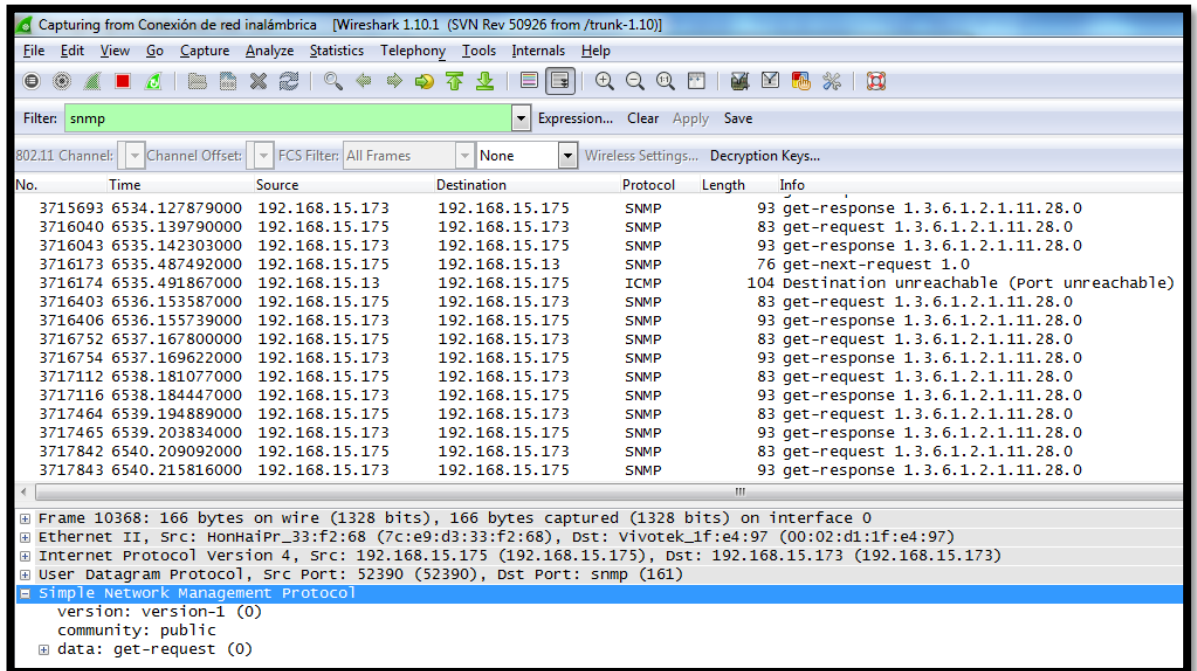 Capturing from Conexión de red inalámbrica [Wireshark 1.10.1 (SVN Rev 50926 from /trunk-1.10)]
File Edit View Go Capture Analyze Statistics Telephony Tools Internals Help
Filter: snmp Expression... Clear Apply Save
802.11 Channel: Channel Offset: FCS Filter: All Frames None Wireless Settings... Decryption Keys...
No. Time Source Destination Protocol Length Info
3715693 6534.127879000 192.168.15.173 192.168.15.175 SNMP 93 get-response 1.3.6.1.2.1.11.28.0
3716040 6535.139790000 192.168.15.175 192.168.15.173 SNMP 83 get-request 1.3.6.1.2.1.11.28.0
3716043 6535.142303000 192.168.15.173 192.168.15.175 SNMP 93 get-response 1.3.6.1.2.1.11.28.0
3716173 6535.487492000 192.168.15.175 192.168.15.13 SNMP 76 get-next-request 1.0
3716174 6535.491867000 192.168.15.13 192.168.15.175 ICMP 104 Destination unreachable (Port unreachable)
3716403 6536.153587000 192.168.15.175 192.168.15.173 SNMP 83 get-request 1.3.6.1.2.1.11.28.0
3716406 6536.155739000 192.168.15.173 192.168.15.175 SNMP 93 get-response 1.3.6.1.2.1.11.28.0
3716752 6537.167800000 192.168.15.175 192.168.15.173 SNMP 83 get-request 1.3.6.1.2.1.11.28.0
3716754 6537.169622000 192.168.15.173 192.168.15.175 SNMP 93 get-response 1.3.6.1.2.1.11.28.0
3717112 6538.181077000 192.168.15.175 192.168.15.173 SNMP 83 get-request 1.3.6.1.2.1.11.28.0
3717116 6538.184447000 192.168.15.173 192.168.15.175 SNMP 93 get-response 1.3.6.1.2.1.11.28.0
3717464 6539.194889000 192.168.15.175 192.168.15.173 SNMP 83 get-request 1.3.6.1.2.1.11.28.0
3717465 6539.203834000 192.168.15.173 192.168.15.175 SNMP 93 get-response 1.3.6.1.2.1.11.28.0
3717842 6540.209092000 192.168.15.175 192.168.15.173 SNMP 83 get-request 1.3.6.1.2.1.11.28.0
3717843 6540.215816000 192.168.15.173 192.168.15.175 SNMP 93 get-response 1.3.6.1.2.1.11.28.0
Frame 10368: 166 bytes on wire (1328 bits), 166 bytes captured (1328 bits) on interface 0
Ethernet II, Src: HonHaiPr_33:f2:68 (7c:e9:d3:33:f2:68), Dst: Vivotek_1f:e4:97 (00:02:d1:1f:e4:97)
Internet Protocol Version 4, Src: 192.168.15.175 (192.168.15.175), Dst: 192.168.15.173 (192.168.15.173)
User Datagram Protocol, Src Port: 52390 (52390), Dst Port: snmp (161)
Simple Network Management Protocol
version: version-1 (0)
community: public
data: get-request (0)